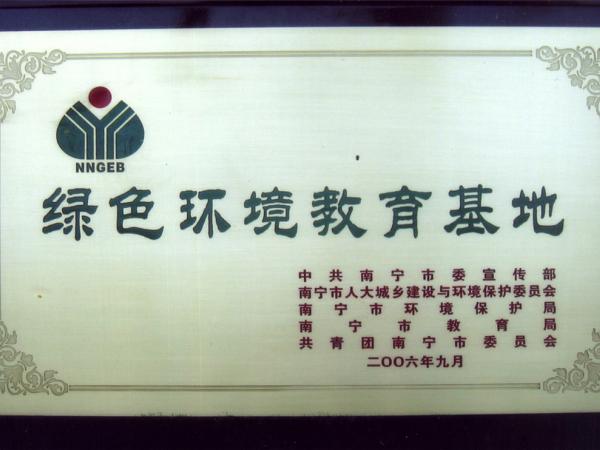 NNGEB
绿色环境教育基地
中共南宁市委宣传部
南宁市人大城乡建设与环境保护委员会
南宁市环境保护局
南宁市教育局
共青团南宁市委员会
二〇〇六年九月